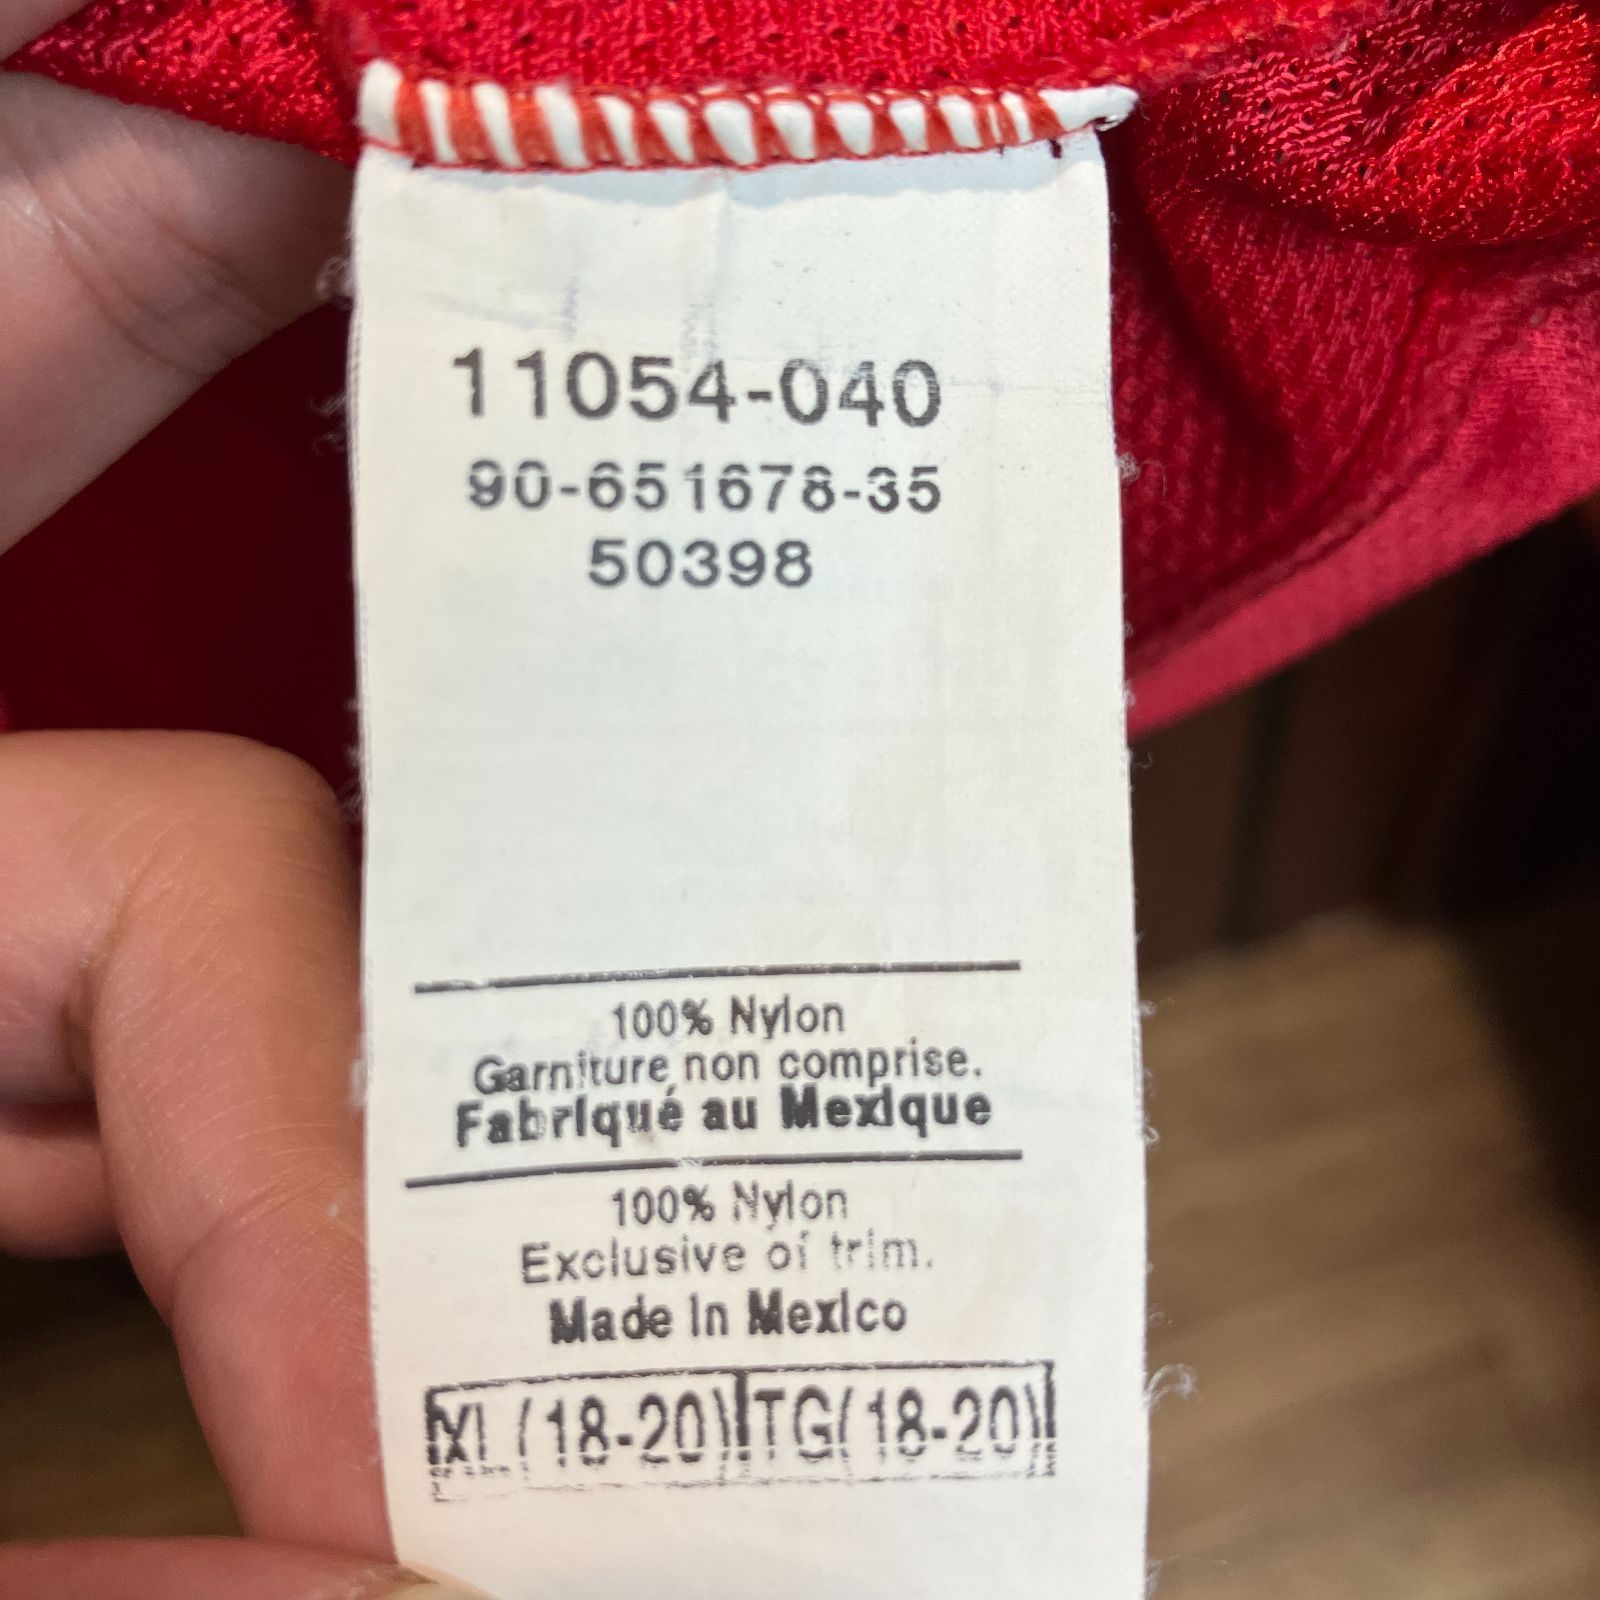 11054-040
90-651678-35
50398
100% Nylon
Garniture non comprise.
Fabriqué au Mexique
100% Nylon
Exclusive of trim.
Made in Mexico
XL (18-20) TG(18-20)